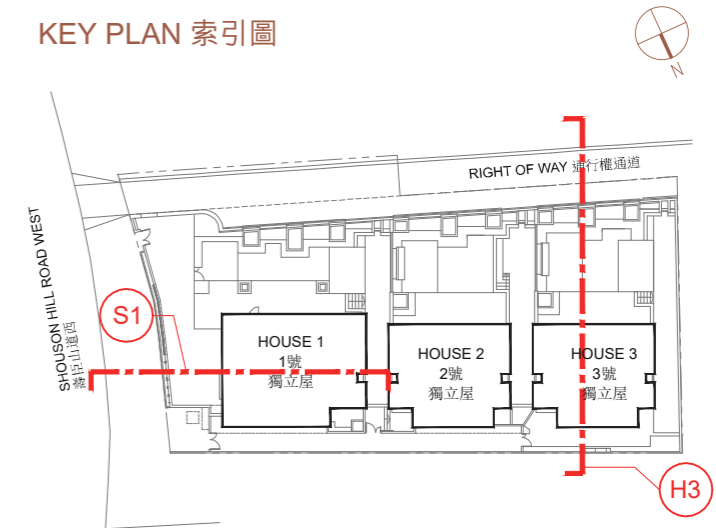 KEY PLAN 索引圖
N
RIGHT OF WAY 通行權通道
SHOUSON HILL ROAD WEST
壽臣山道西
S1
HOUSE 1
1號
獨立屋
HOUSE 2
2號
獨立屋
HOUSE 3
3號
獨立屋
H3